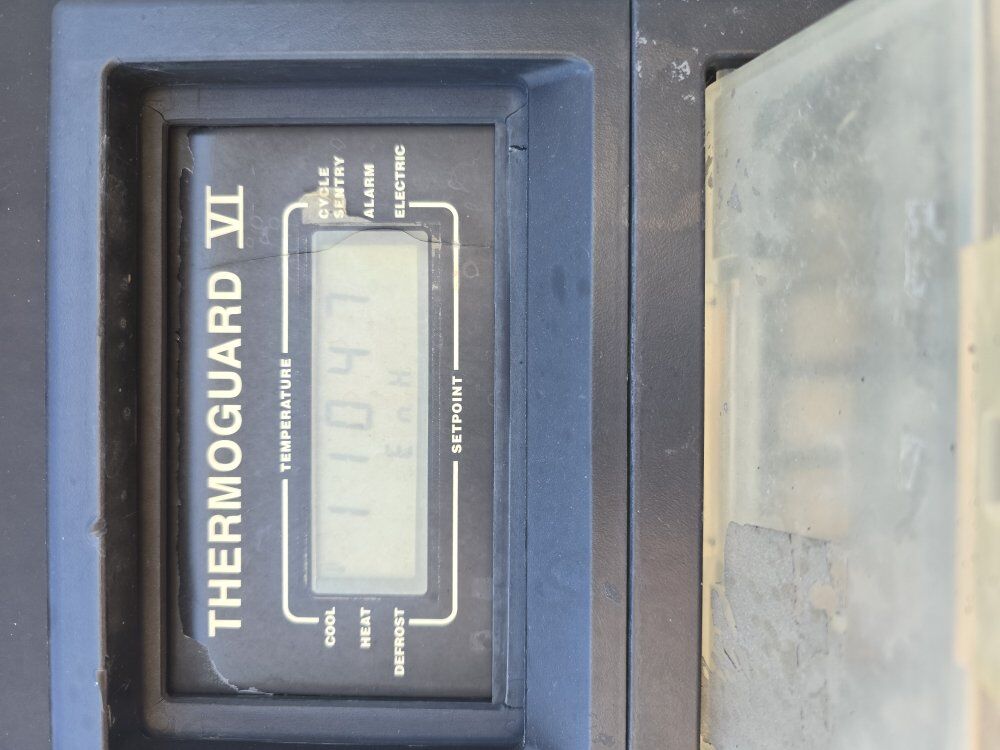 THERMOGUARD VI
TEMPERATURE
COOL
HEAT
DEFROST
11047
CYCLE
SENTRY
ALARM
ELECTRIC
SETPOINT